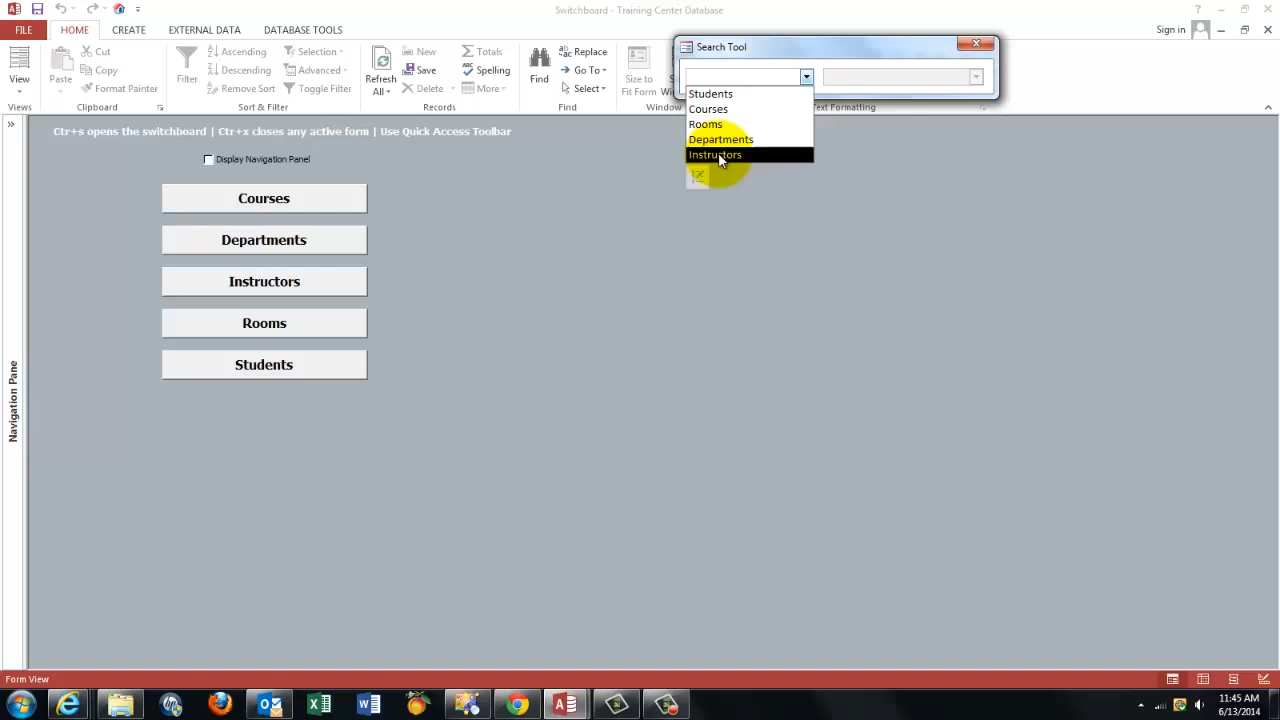 Switchboard - Training Center Database
FILE HOME CREATE EXTERNAL DATA DATABASE TOOLS Sign in
View
Views
Paste
Cut
Copy
Format Painter
Clipboard
Filter
Ascending
Descending
Remove Sort
Selection
Advanced
Toggle Filter
Sort & Filter
Refresh
All
New
Save
Delete
Totals
Spelling
More
Records
Find
Replace
Go To
Select
Find
Size to
Fit Form
Window
Text Formatting
Search Tool
Students
Courses
Rooms
Departments
Instructors
Ctr+s opens the switchboard | Ctr+x closes any active form | Use Quick Access Toolbar
Display Navigation Panel
Courses
Departments
Instructors
Rooms
Students
Navigation Pane
Form View
11:45 AM
6/13/2014